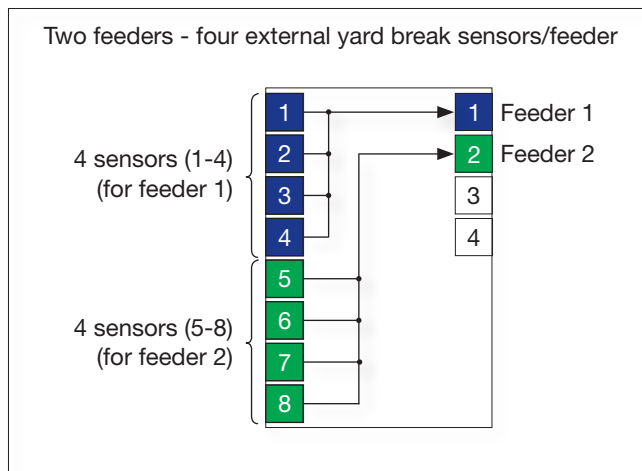 Two feeders - four external yard break sensors/feeder
1
2
3
4
5
6
7
8
4 sensors (1-4)
(for feeder 1)
4 sensors (5-8)
(for feeder 2)
1 Feeder 1
2 Feeder 2
3
4